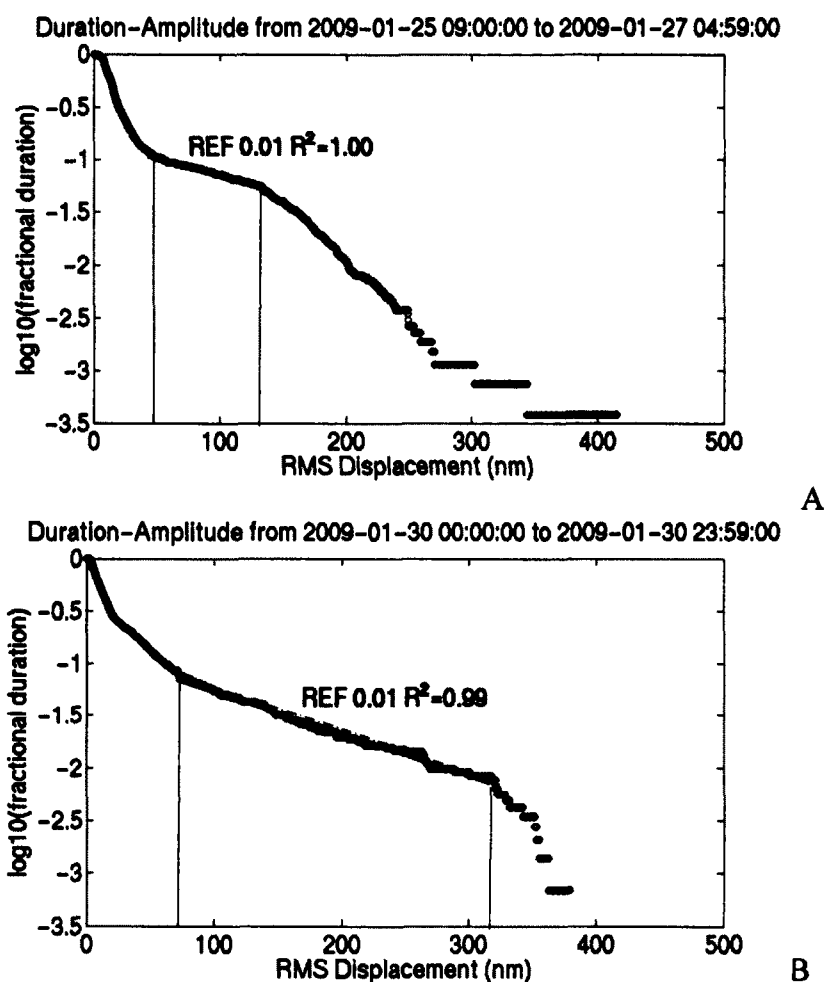 Duration-Amplitude from 2009-01-25 09:00:00 to 2009-01-27 04:59:00
0
-0.5
-1
-1.5
-2
-2.5
-3
-3.5
log10(fractional duration)
REF 0.01 R²=1.00
0 100 200 300 400 500
RMS Displacement (nm)
A
Duration-Amplitude from 2009-01-30 00:00:00 to 2009-01-30 23:59:00
0
-0.5
-1
-1.5
-2
-2.5
-3
-3.5
log10(fractional duration)
REF 0.01 R²=0.99
0 100 200 300 400 500
RMS Displacement (nm)
B